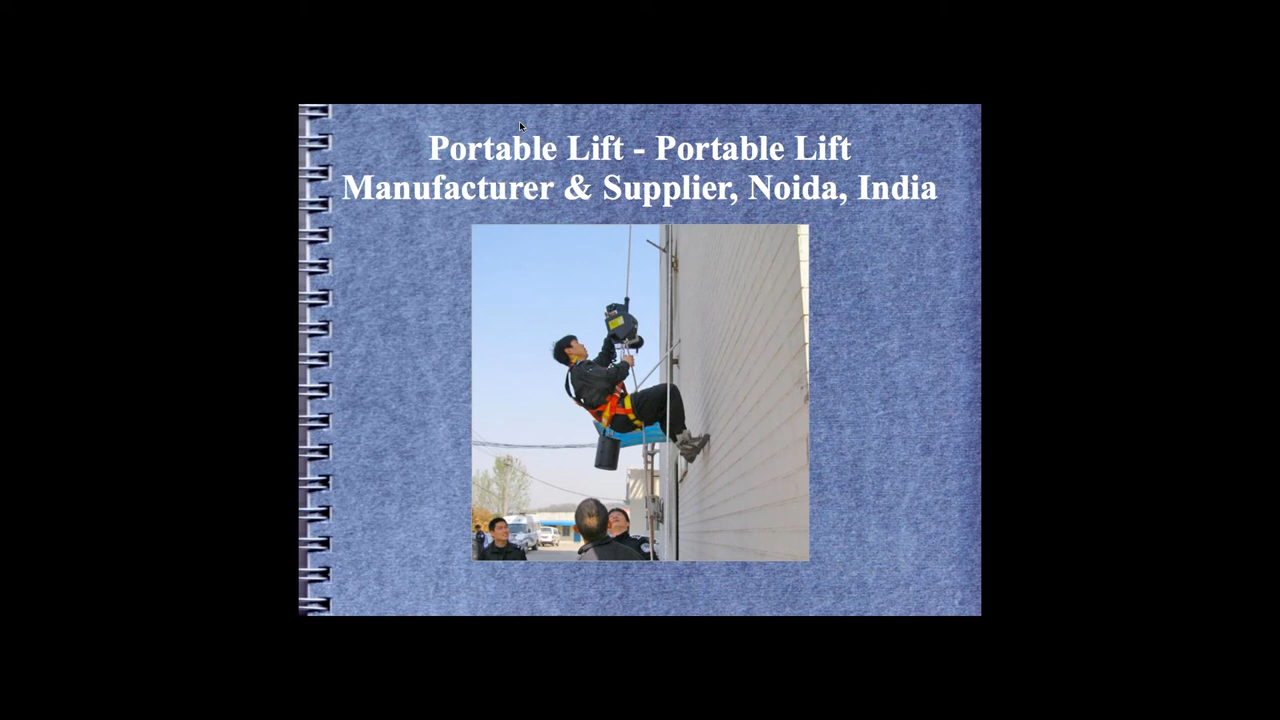 Portable Lift - Portable Lift
Manufacturer & Supplier, Noida, India